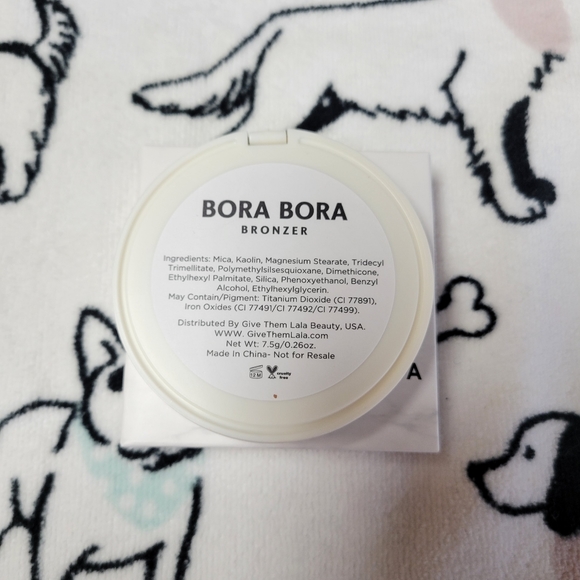 BORA BORA
BRONZER
Ingredients: Mica, Kaolin, Magnesium Stearate, Tridecyl
Trimellitate, Polymethylsilsesquioxane, Dimethicone,
Ethylhexyl Palmitate, Silica, Phenoxyethanol, Benzyl
Alcohol, Ethylhexylglycerin.
May Contain/Pigment: Titanium Dioxide (CI 77891),
Iron Oxides (CI 77491/CI 77492/CI 77499).
Distributed By Give Them Lala Beauty, USA.
WWW. GiveThemLala.com
Net Wt: 7.5g/0.26oz.
Made In China- Not for Resale
12 M
cruelty
free
A